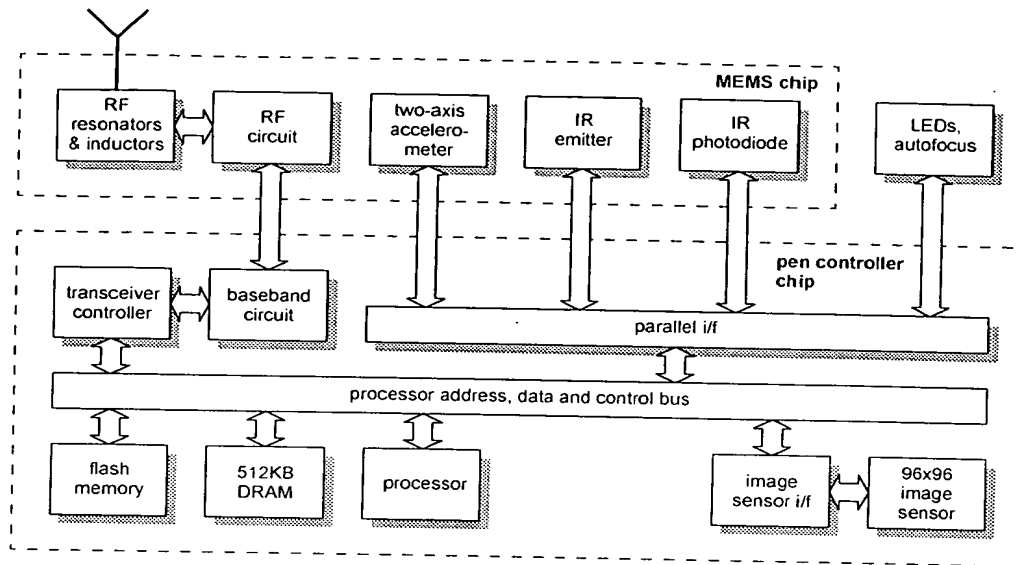 MEMS chip
RF
resonators
& inductors
RF
circuit
two-axis
accelero-
meter
IR
emitter
IR
photodiode
LEDs,
autofocus
pen controller
chip
transceiver
controller
baseband
circuit
parallel i/f
processor address, data and control bus
flash
memory
512KB
DRAM
processor
image
sensor i/f
96x96
image
sensor